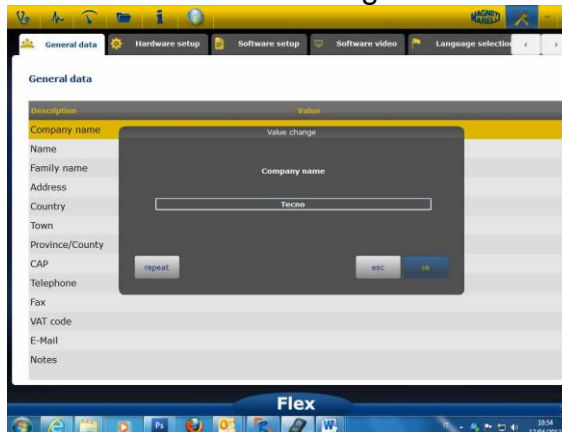 MAGNETI MARELLI
General data Hardware setup Software setup Software video Language selection
General data
Description Value
Company name
Value change
Name
Family name
Company name
Address
Country
Tecno
Town
Province/County
CAP
repeat esc ok
Telephone
Fax
VAT code
E-Mail
Notes
Flex
IT 10:54